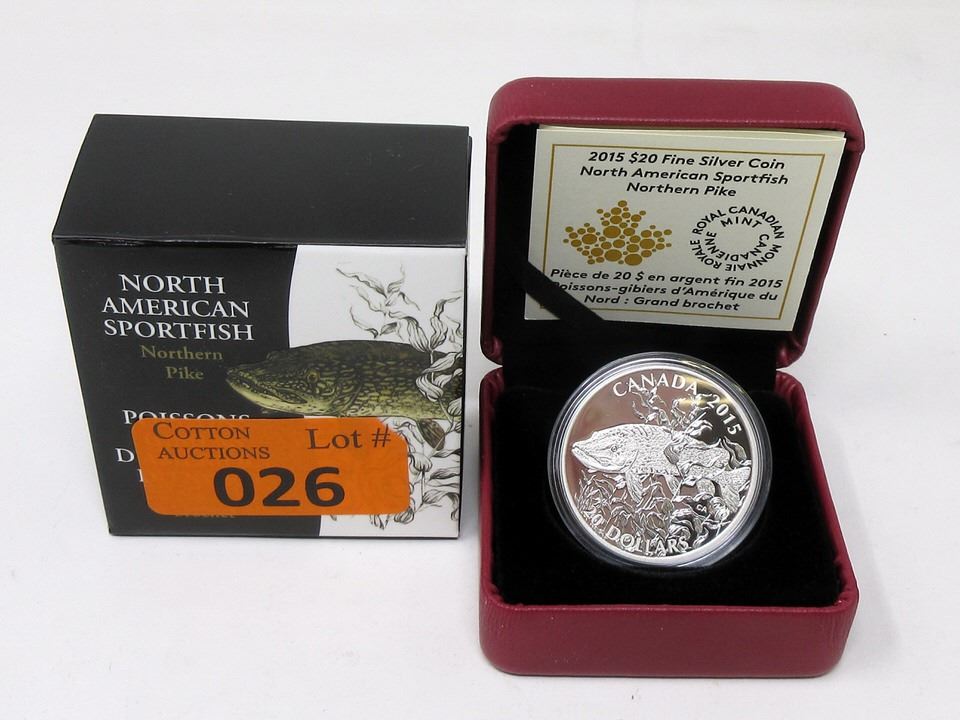 NORTH
AMERICAN
SPORTFISH
Northern
Pike
POISSONS
D
COTTON
AUCTIONS
Lot #
026
2015 $20 Fine Silver Coin
North American Sportfish
Northern Pike
ROYAL CANADIAN MINT
MONNAIE ROYALE CANADIENNE
Pièce de 20 $ en argent fin 2015
Poissons-gibiers d'Amérique du
Nord : Grand brochet
CANADA 2015
20 DOLLARS